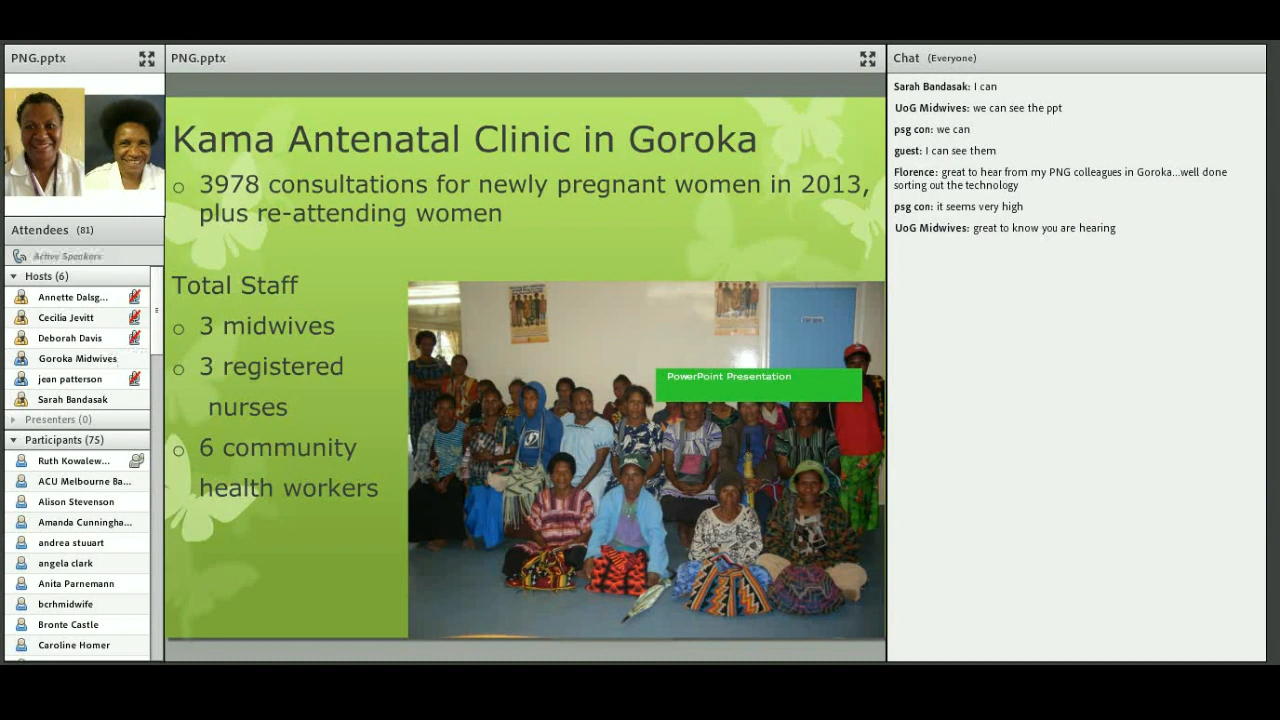 PNG.pptx
Attendees (81)
Active Speakers
Hosts (6)
Annette Dalsg...
Cecilia Jevitt
Deborah Davis
Goroka Midwives
jean patterson
Sarah Bandasak
Presenters (0)
Participants (75)
Ruth Kowalew...
ACU Melbourne Ba...
Alison Stevenson
Amanda Cunningha...
andrea stuuart
angela clark
Anita Parnemann
bcrhmidwife
Bronte Castle
Caroline Homer
PNG.pptx
Kama Antenatal Clinic in Goroka
3978 consultations for newly pregnant women in 2013,
plus re-attending women
Total Staff
3 midwives
3 registered
nurses
6 community
health workers
PowerPoint Presentation
Chat (Everyone)
Sarah Bandasak: I can
UoG Midwives: we can see the ppt
psg con: we can
guest: I can see them
Florence: great to hear from my PNG colleagues in Goroka...well done
sorting out the technology
psg con: it seems very high
UoG Midwives: great to know you are hearing